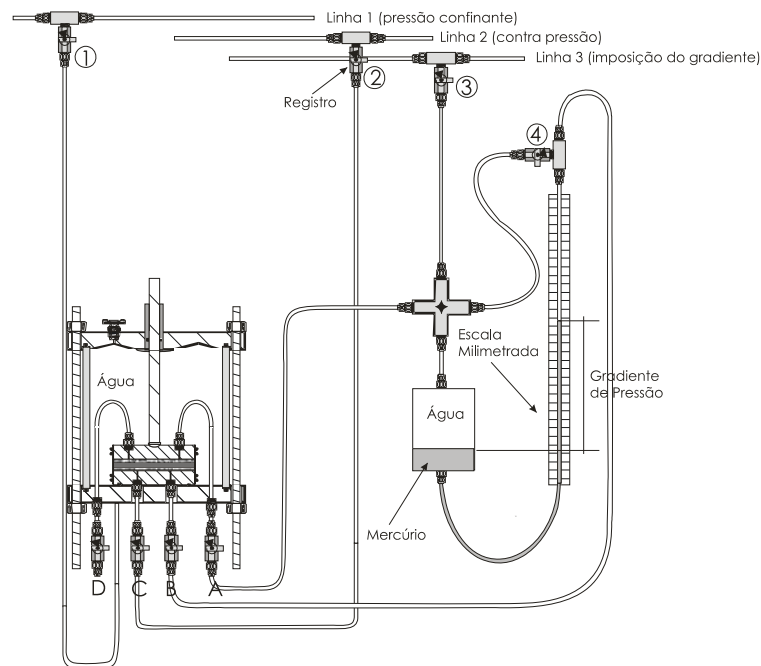 Linha 1 (pressão confinante)
Linha 2 (contra pressão)
Linha 3 (imposição do gradiente)
1
2
3
Registro
4
Escala
Milimetrada
Gradiente
de Pressão
Água
Água
Mercúrio
D C B A